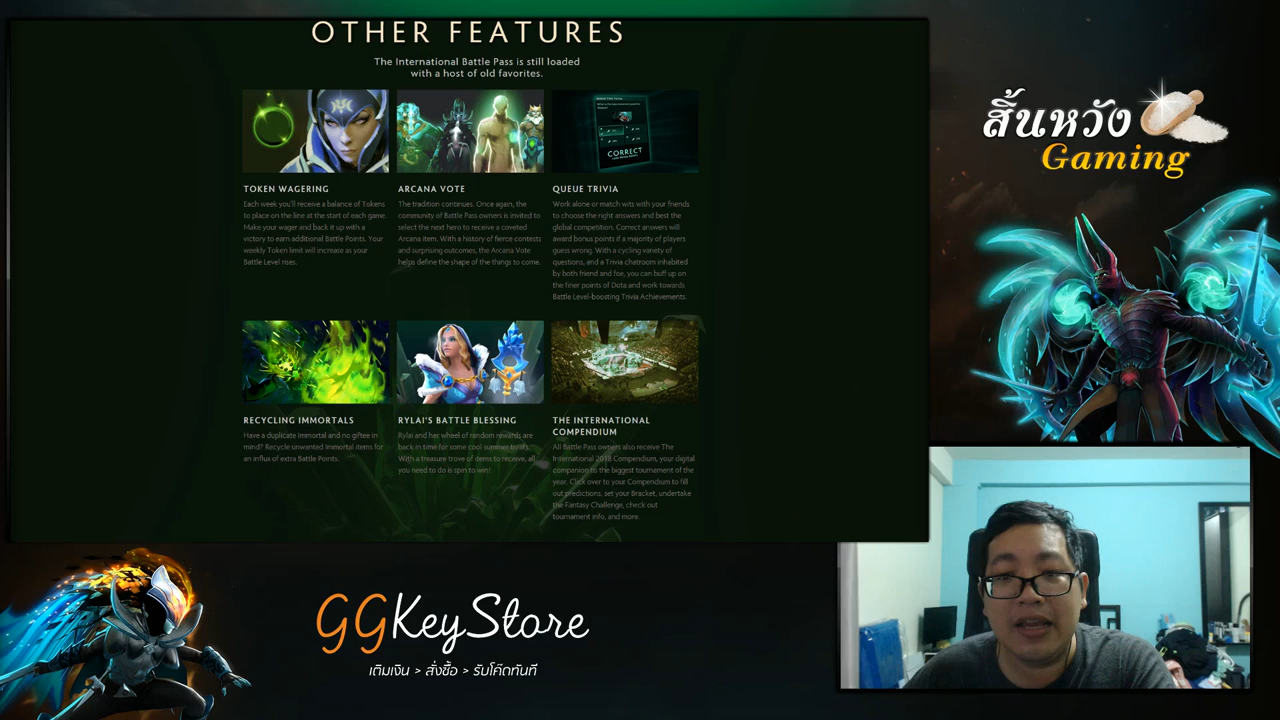 OTHER FEATURES
The International Battle Pass is still loaded
with a host of old favorites.
TOKEN WAGERING
Each week you'll receive a balance of Tokens
to place on the line at the start of each game.
Make your wager and back it up with a
victory to earn additional Battle Points. Your
weekly Token limit will increase as your
Battle Level rises.
ARCANA VOTE
The tradition continues. Once again, the
community of Battle Pass owners is invited to
select the next hero to receive a coveted
Arcana item. With a history of fierce contests
and surprising outcomes, the Arcana Vote
helps define the shape of the things to come.
CORRECT
QUEUE TRIVIA
Work alone or match wits with your friends
to choose the right answers and best the
global competition. Correct answers will
award bonus points if a majority of players
guess wrong. With a cycling variety of
questions, and a Trivia chatroom inhabited
by both friend and foe, you can buff up on
the finer points of Dota and work towards
Battle Level-boosting Trivia Achievements.
RECYCLING IMMORTALS
Have a duplicate Immortal and no giftee in
mind? Recycle unwanted Immortal items for
an influx of extra Battle Points.
RYLAI'S BATTLE BLESSING
Rylai and her wheel of random rewards are
back in time for some cool summer thrills.
With a treasure trove of items to receive, all
you need to do is spin to win!
THE INTERNATIONAL
COMPENDIUM
All Battle Pass owners also receive The
International 2018 Compendium, your digital
companion to the biggest tournament of the
year. Click over to your Compendium to fill
out predictions, set your Bracket, undertake
the Fantasy Challenge, check out
tournament info, and more.
สิ้นหวัง
Gaming
GGKeyStore
เติมเงิน > สั่งซื้อ > รับโค๊ดทันที